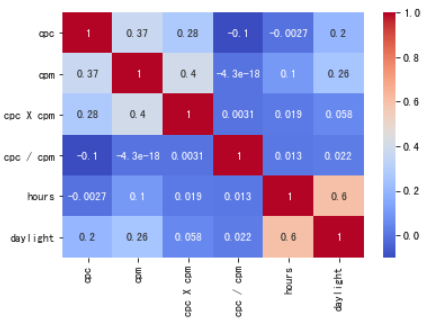 cpc 1 0.37 0.28 -0.1 -0.0027 0.2
cpm 0.37 1 0.4 -4.3e-18 0.1 0.26
cpc X cpm 0.28 0.4 1 0.0031 0.019 0.058
cpc / cpm -0.1 -4.3e-18 0.0031 1 0.013 0.022
hours -0.0027 0.1 0.019 0.013 1 0.6
daylight 0.2 0.26 0.058 0.022 0.6 1
cpc cpm cpc X cpm cpc / cpm hours daylight
1.0
0.8
0.6
0.4
0.2
0.0